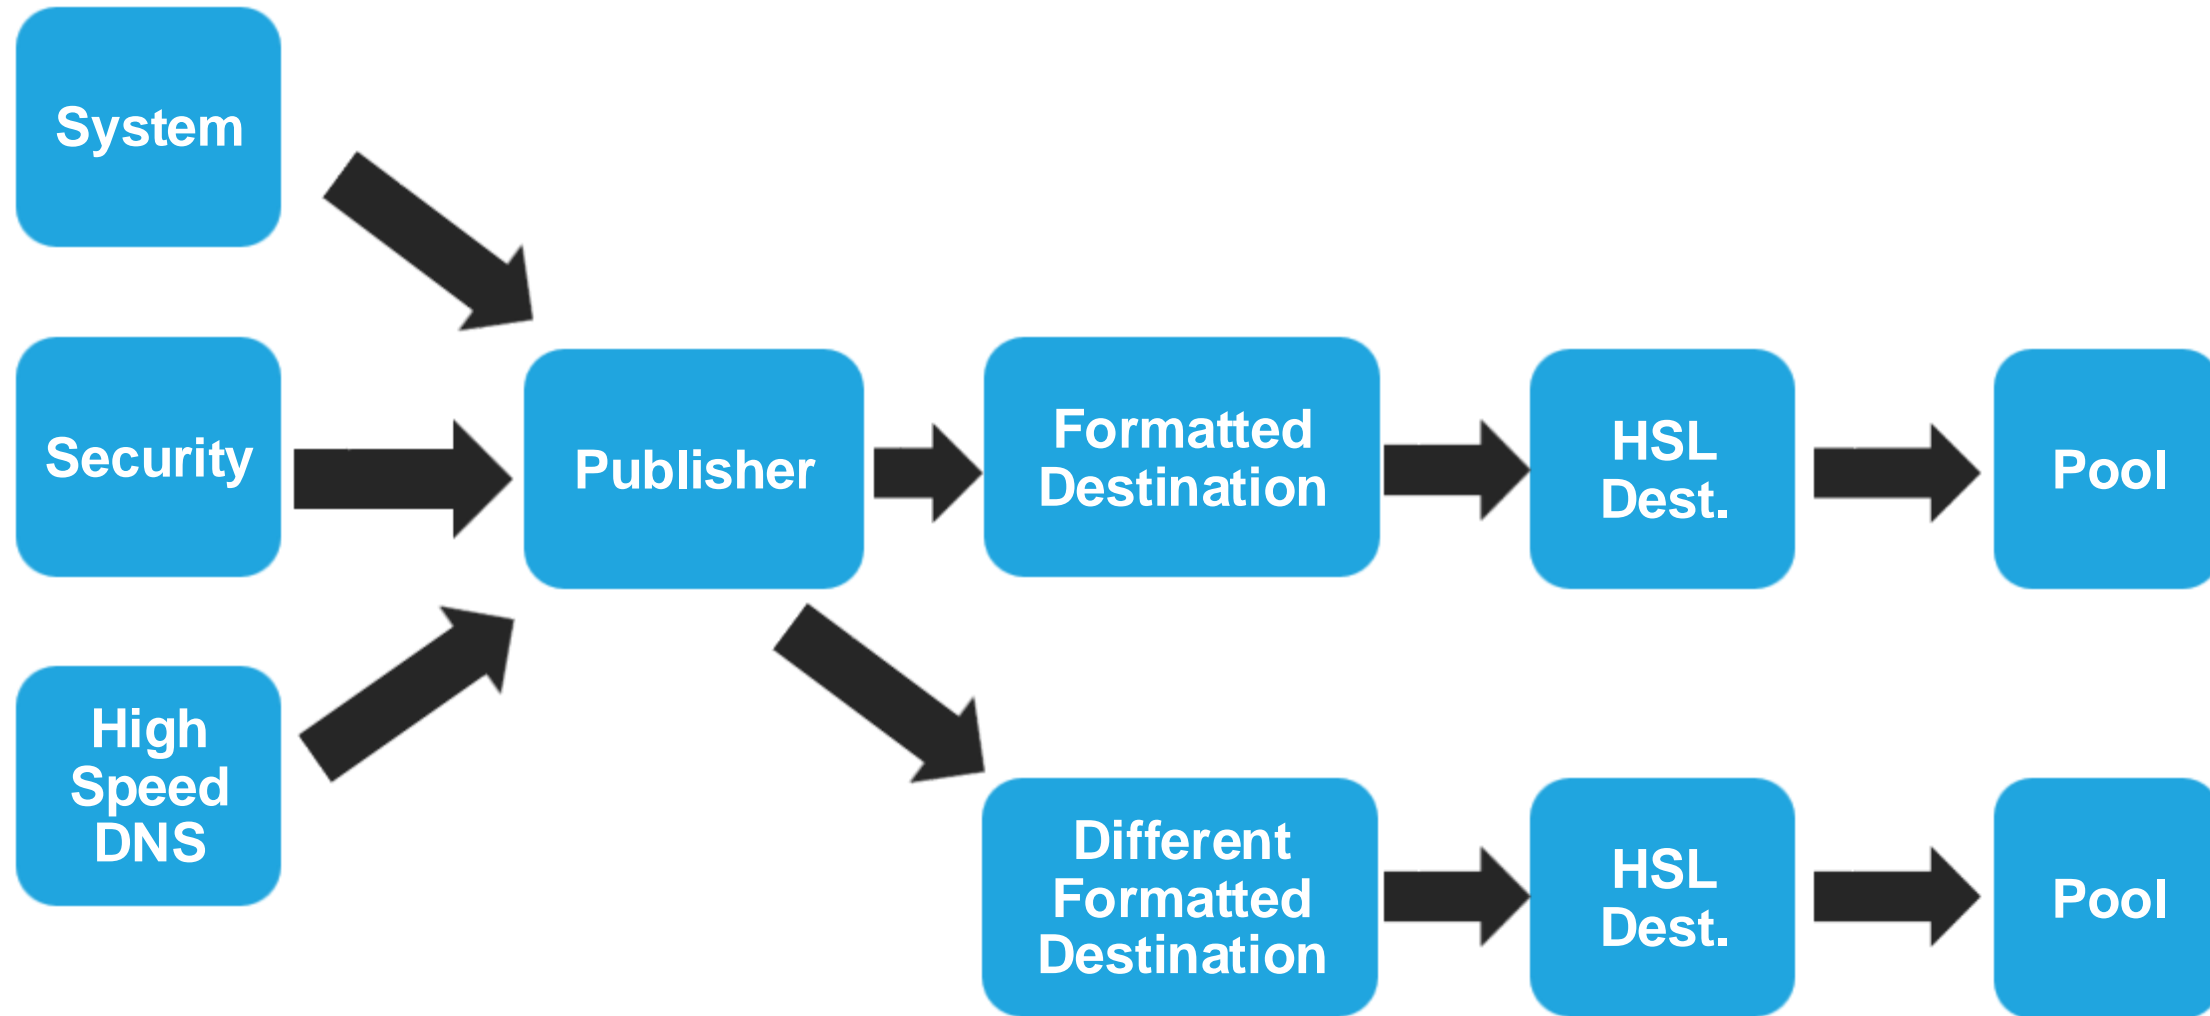 System
Security
High
Speed
DNS
Publisher
Formatted
Destination
HSL
Dest.
Pool
Different
Formatted
Destination
HSL
Dest.
Pool